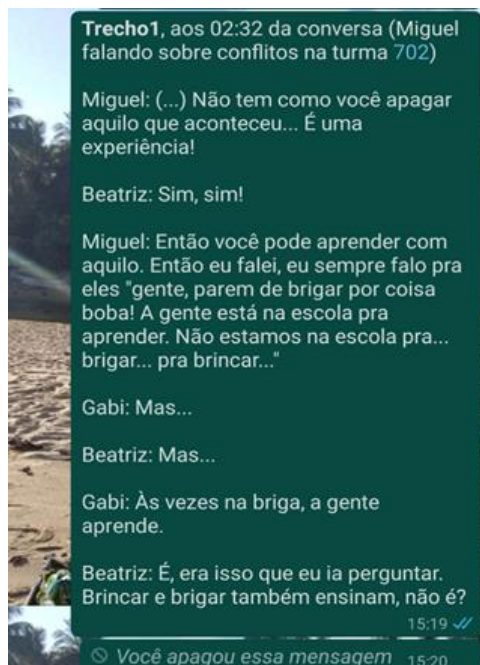 Trecho1, aos 02:32 da conversa (Miguel
falando sobre conflitos na turma 702)
Miguel: (...) Não tem como você apagar
aquilo que aconteceu... É uma
experiência!
Beatriz: Sim, sim!
Miguel: Então você pode aprender com
aquilo. Então eu falei, eu sempre falo pra
eles "gente, parem de brigar por coisa
boba! A gente está na escola pra
aprender. Não estamos na escola pra...
brigar... pra brincar..."
Gabi: Mas...
Beatriz: Mas...
Gabi: Às vezes na briga, a gente
aprende.
Beatriz: É, era isso que eu ia perguntar.
Brincar e brigar também ensinam, não é?
15:19
Você apagou essa mensagem 15:20